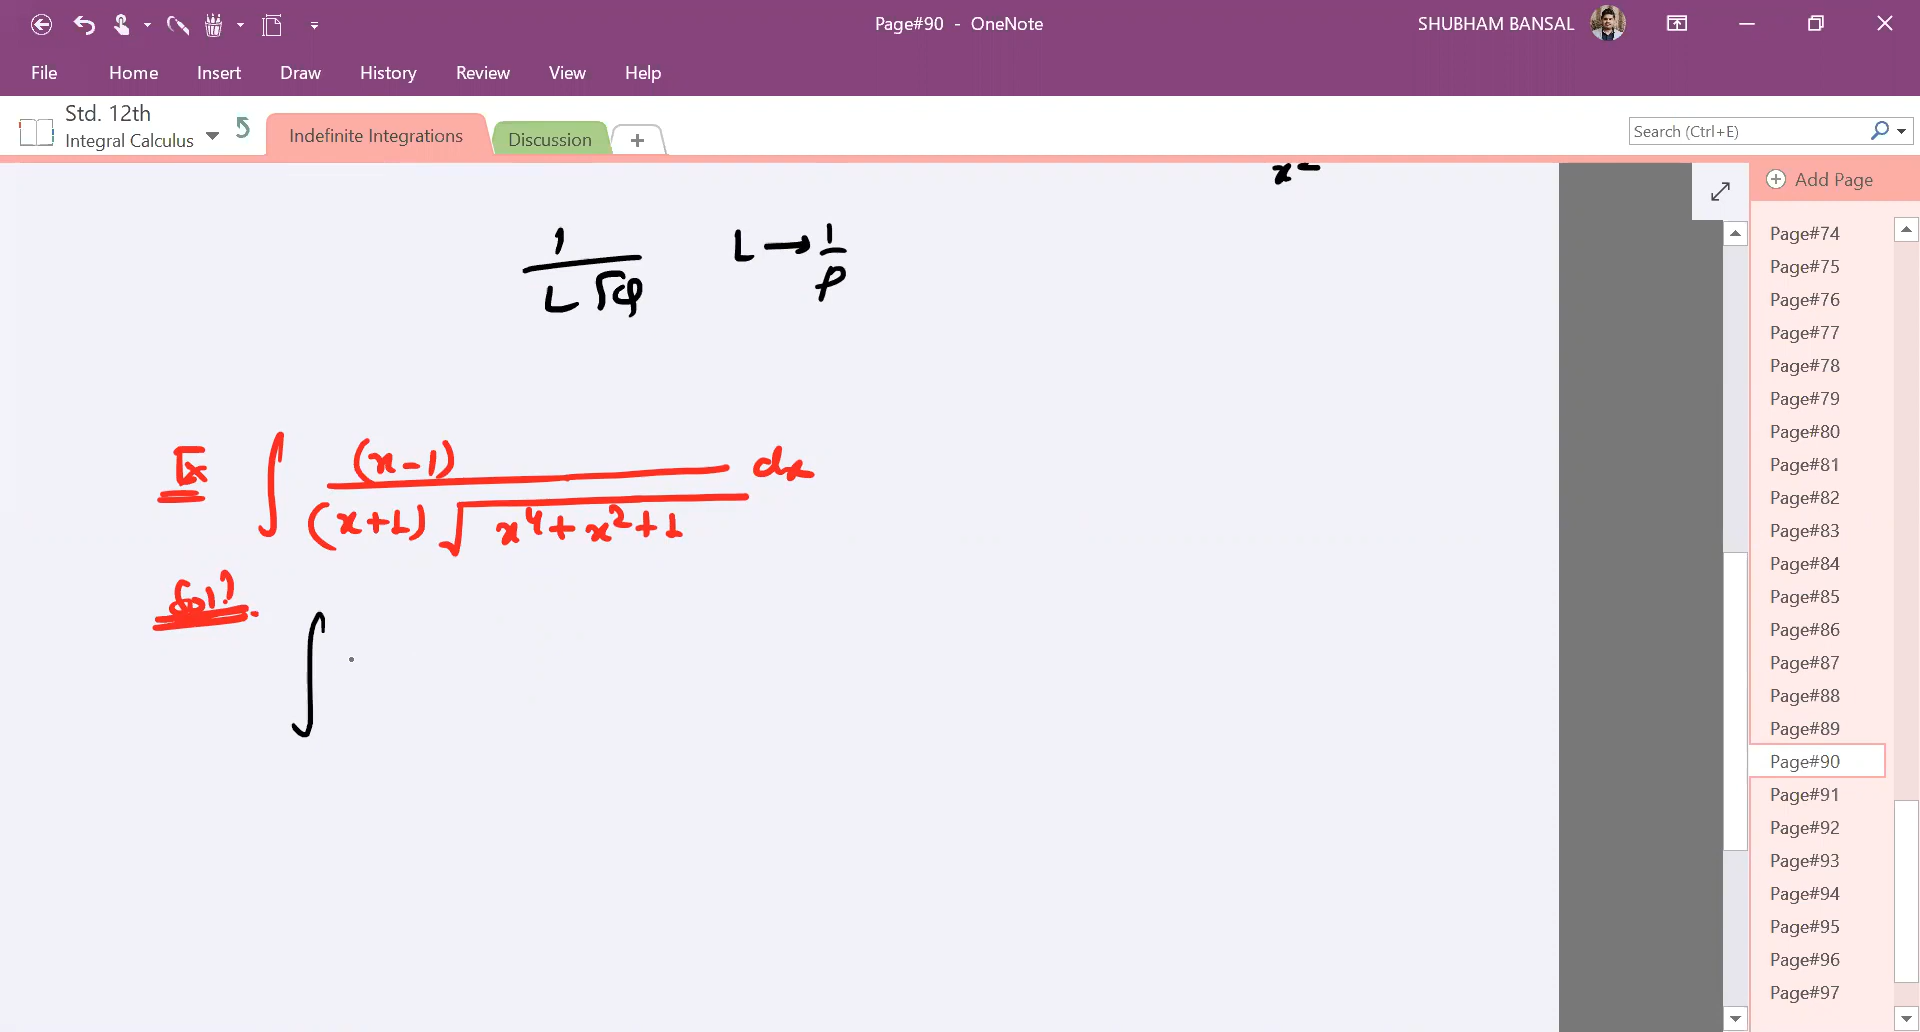 Page#90 - OneNote
SHUBHAM BANSAL
File Home Insert Draw History Review View Help
Std. 12th
Integral Calculus
Indefinite Integrations
Discussion
+
Search (Ctrl+E)
Add Page
Page#74
Page#75
Page#76
Page#77
Page#78
Page#79
Page#80
Page#81
Page#82
Page#83
Page#84
Page#85
Page#86
Page#87
Page#88
Page#89
Page#90
Page#91
Page#92
Page#93
Page#94
Page#95
Page#96
Page#97
1
L √φ
L → 1
P
Ex ∫ (x-1) dx
(x+1) √ x⁴ + x² + 1
Solⁿ.
∫